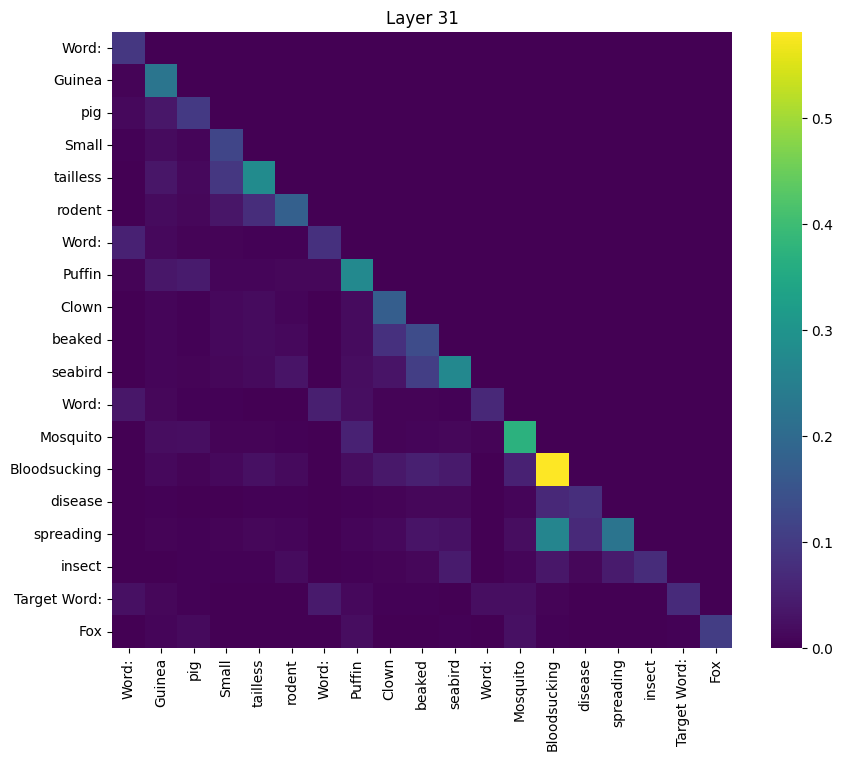 Layer 31
Word:
Guinea
pig
Small
tailless
rodent
Word:
Puffin
Clown
beaked
seabird
Word:
Mosquito
Bloodsucking
disease
spreading
insect
Target Word:
Fox
Word:
Guinea
pig
Small
tailless
rodent
Word:
Puffin
Clown
beaked
seabird
Word:
Mosquito
Bloodsucking
disease
spreading
insect
Target Word:
Fox
0.5
0.4
0.3
0.2
0.1
0.0